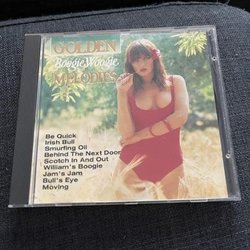 GOLDEN
Boogie Woogie
MELODIES
Be Quick
Irish Bull
Smurfing Oil
Behind The Next Door
Scotch In And Out
William's Boogie
Jam's Jam
Bull's Eye
Moving